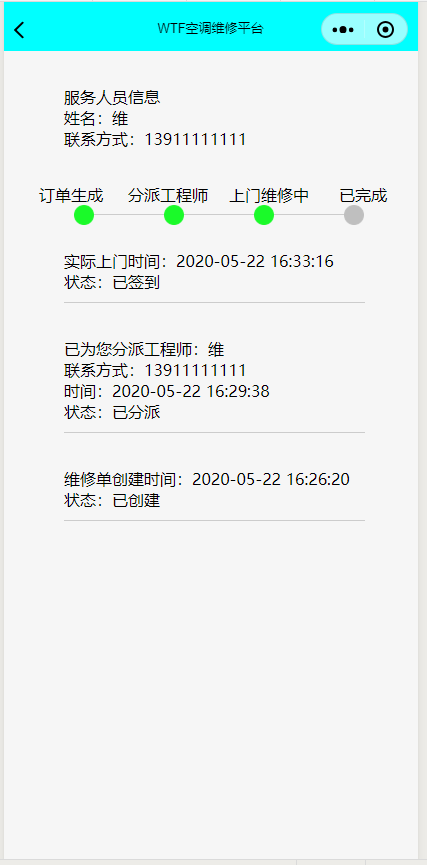 WTF空调维修平台
服务人员信息
姓名：维
联系方式：13911111111
订单生成 分派工程师 上门维修中 已完成
实际上门时间：2020-05-22 16:33:16
状态：已签到
已为您分派工程师：维
联系方式：13911111111
时间：2020-05-22 16:29:38
状态：已分派
维修单创建时间：2020-05-22 16:26:20
状态：已创建